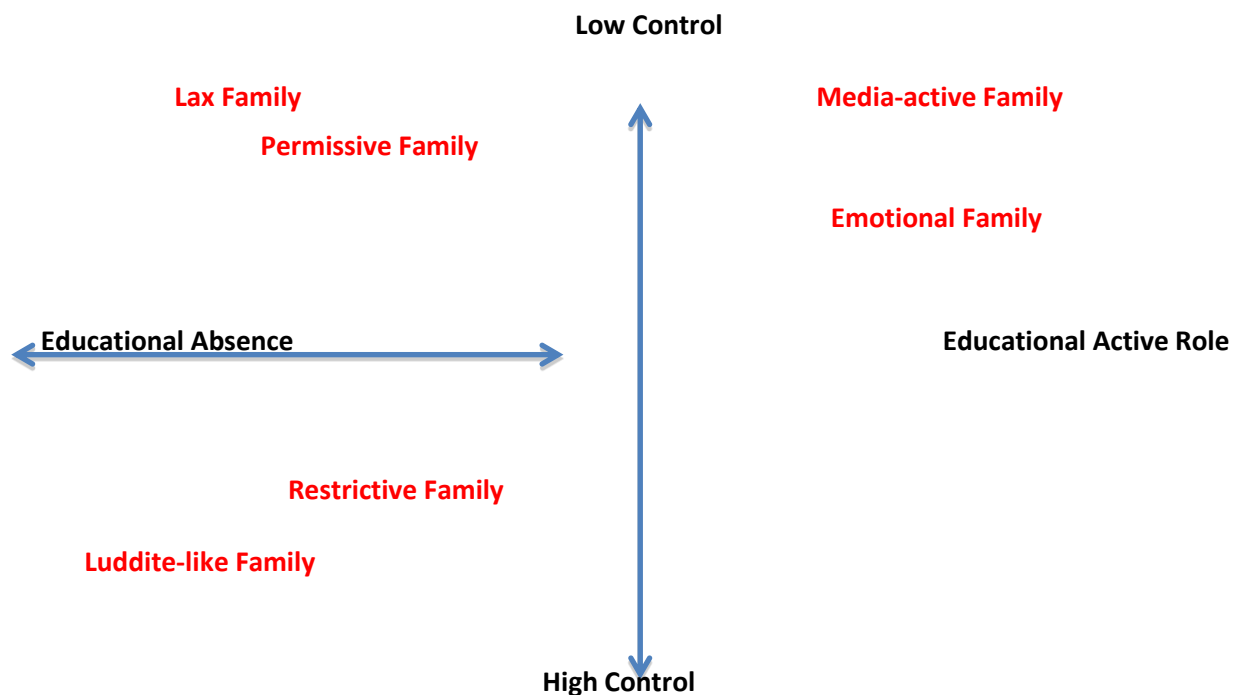 Low Control
Lax Family
Media-active Family
Permissive Family
Emotional Family
Educational Absence
Educational Active Role
Restrictive Family
Luddite-like Family
High Control